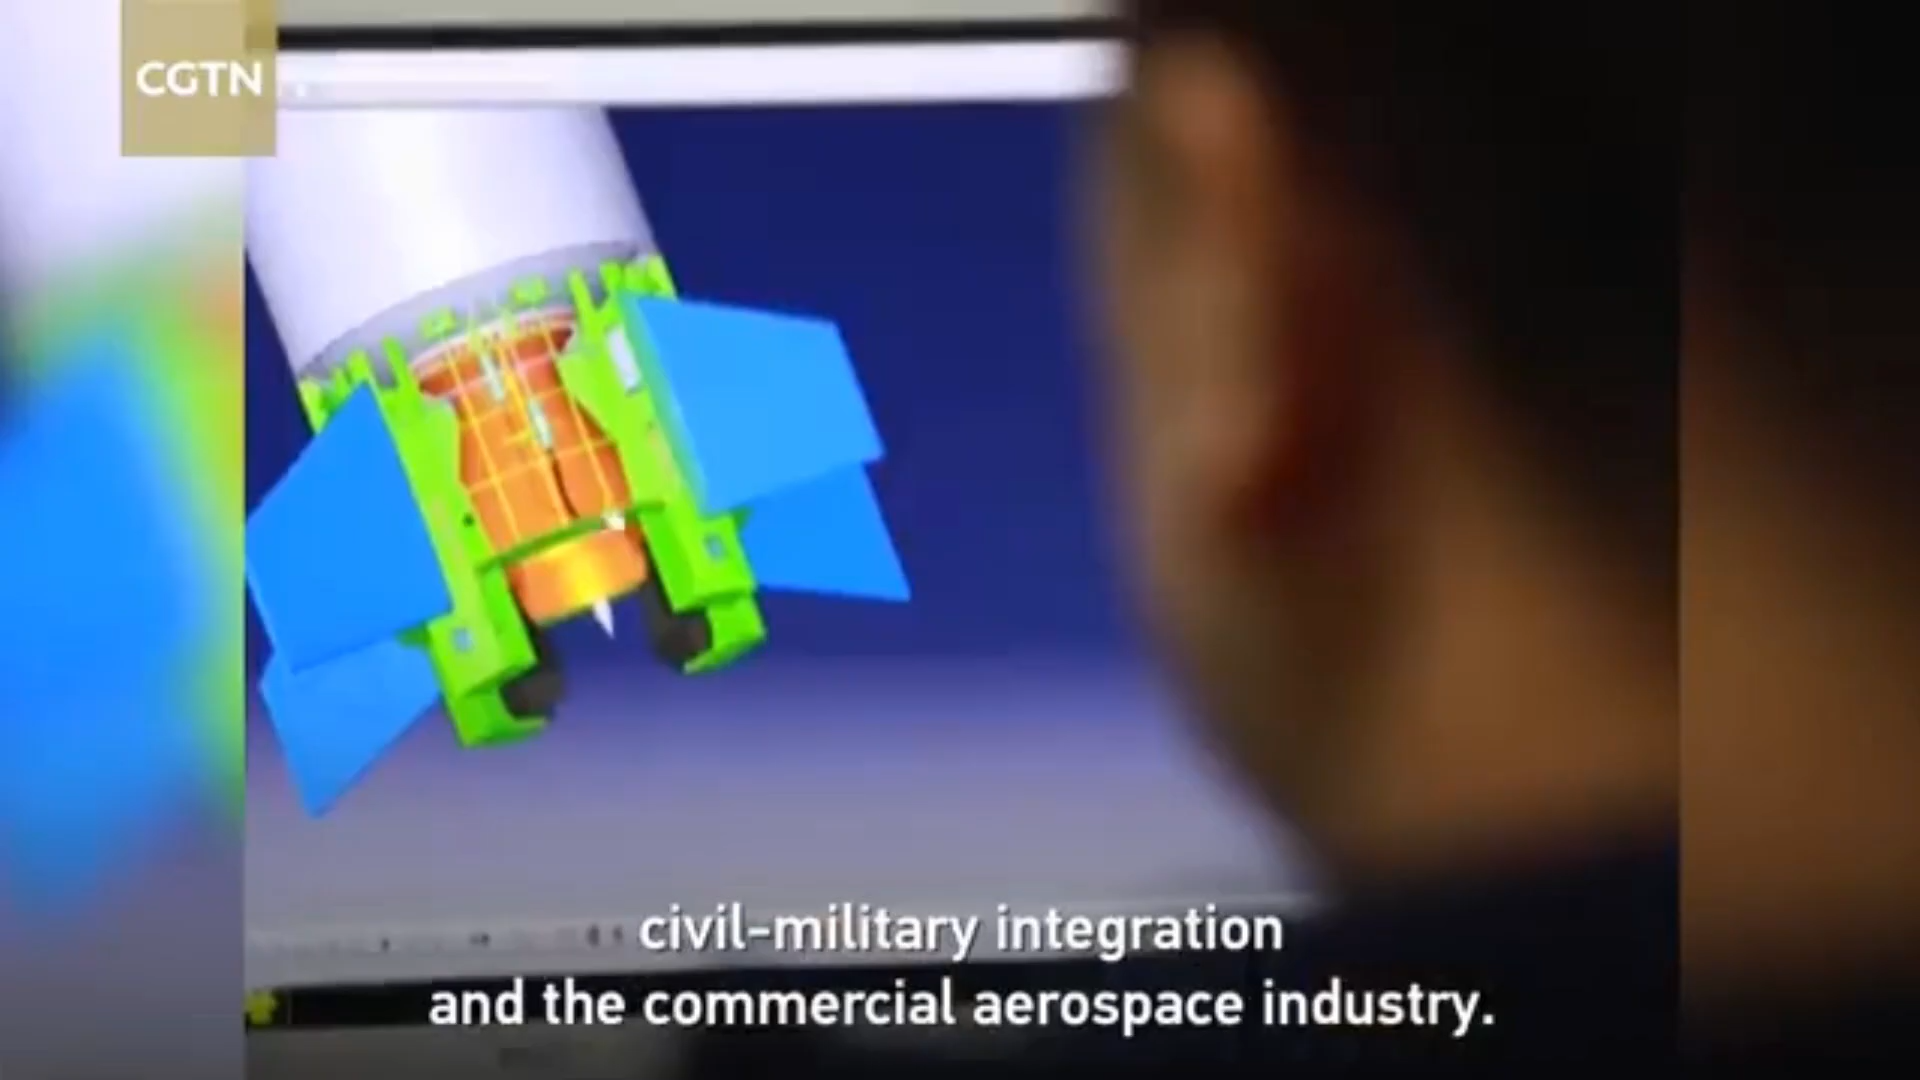 CGTN
civil-military integration
and the commercial aerospace industry.